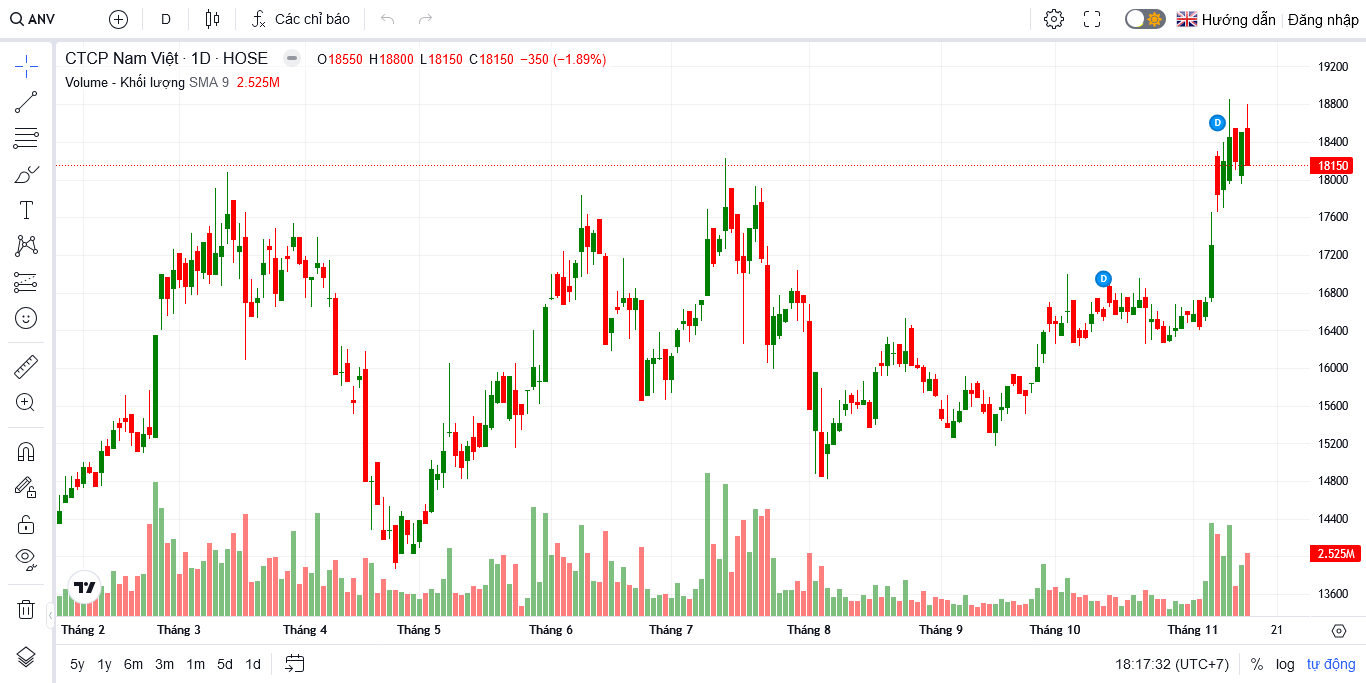 ANV D Các chỉ báo Hướng dẫn Đăng nhập
CTCP Nam Việt · 1D · HOSE O18550 H18800 L18150 C18150 −350 (−1.89%)
Volume - Khối lượng SMA 9 2.525M
19200
18800
D
18400
18150
18000
17600
17200
D
16800
16400
16000
15600
15200
14800
14400
2.525M
13600
Tháng 2 Tháng 3 Tháng 4 Tháng 5 Tháng 6 Tháng 7 Tháng 8 Tháng 9 Tháng 10 Tháng 11 21
5y 1y 6m 3m 1m 5d 1d 18:17:32 (UTC+7) % log tự động